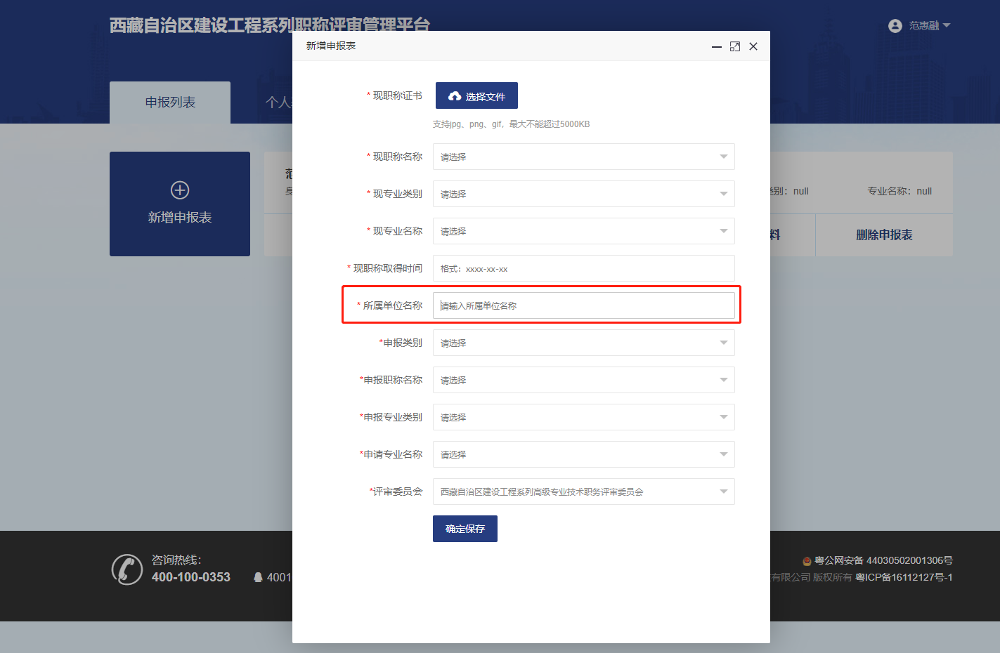 西藏自治区建设工程系列职称评审管理平台
范惠融
新增申报表
申报列表
个人
* 现职称证书
选择文件
支持jpg、png、gif，最大不能超过5000KB
* 现职称名称
请选择
* 现专业类别
请选择
* 现专业名称
请选择
* 现职称取得时间
格式：xxxx-xx-xx
* 所属单位名称
请输入所属单位名称
*申报类别
请选择
*申报职称名称
请选择
*申报专业类别
请选择
*申请专业名称
请选择
*评审委员会
西藏自治区建设工程系列高级专业技术职务评审委员会
确定保存
新增申报表
别：null
专业名称：null
料
删除申报表
咨询热线：
400-100-0353
4001
粤公网安备 44030502001306号
有限公司 版权所有 粤ICP备16112127号-1